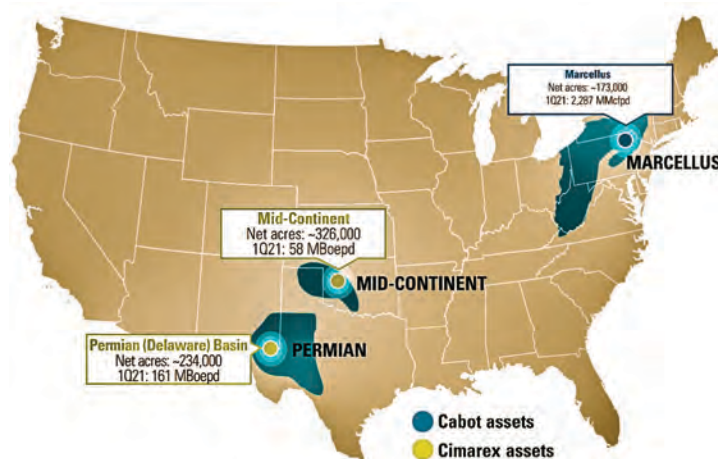 Marcellus
Net acres: ~173,000
1Q21: 2,287 MMcfpd
MARCELLUS
Mid-Continent
Net acres: ~326,000
1Q21: 58 MBoepd
MID-CONTINENT
Permian (Delaware) Basin
Net acres: ~234,000
1Q21: 161 MBoepd
PERMIAN
Cabot assets
Cimarex assets